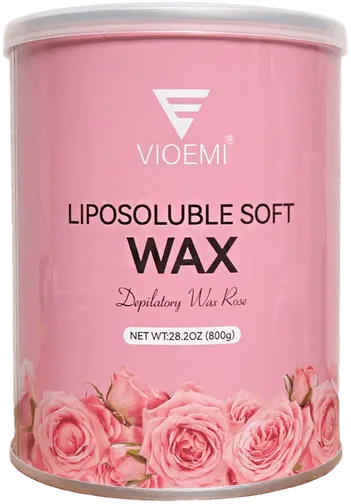 VIOEMI®
LIPOSOLUBLE SOFT
WAX
Depilatory Wax Rose
NET WT:28.2OZ (800g)